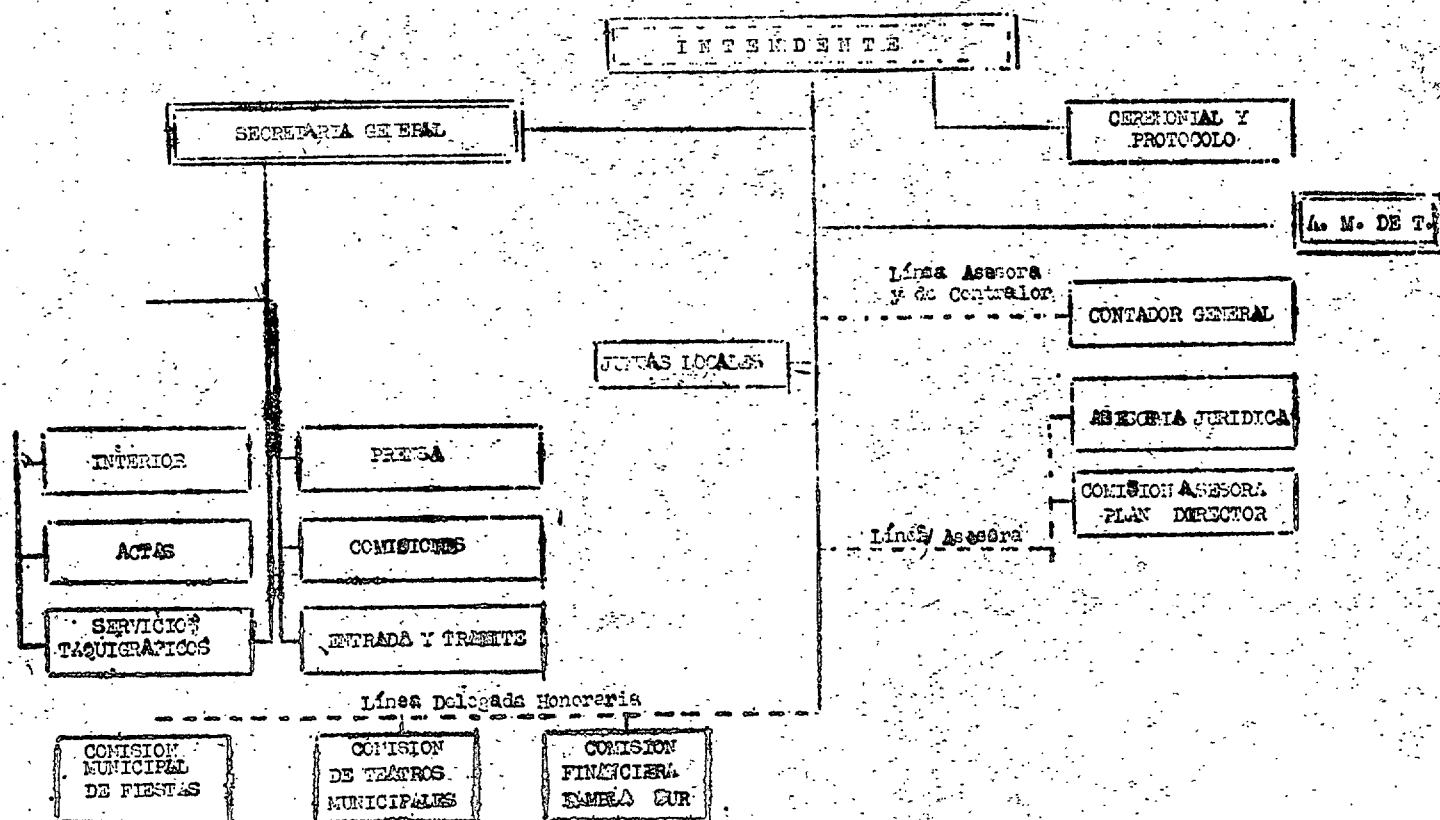 INTENDENTE
SECRETARIA GENERAL
CEREMONIAL Y
PROTOCOLO
A. M. DE T.
Línea Asesora
y de Contralor
CONTADOR GENERAL
JUNTAS LOCALES
ASESORIA JURIDICA
COMISION ASESORA
PLAN DIRECTOR
Línea Asesora
INTERIOR
PRENSA
ACTAS
COMISIONES
SERVICIOS
TAQUIGRAFICOS
ENTRADA Y TRAMITE
Línea Delegada Honoraria
COMISION
MUNICIPAL
DE FIESTAS
COMISION
DE TEATROS
MUNICIPALES
COMISION
FINANCIERA
RAMBLA SUR